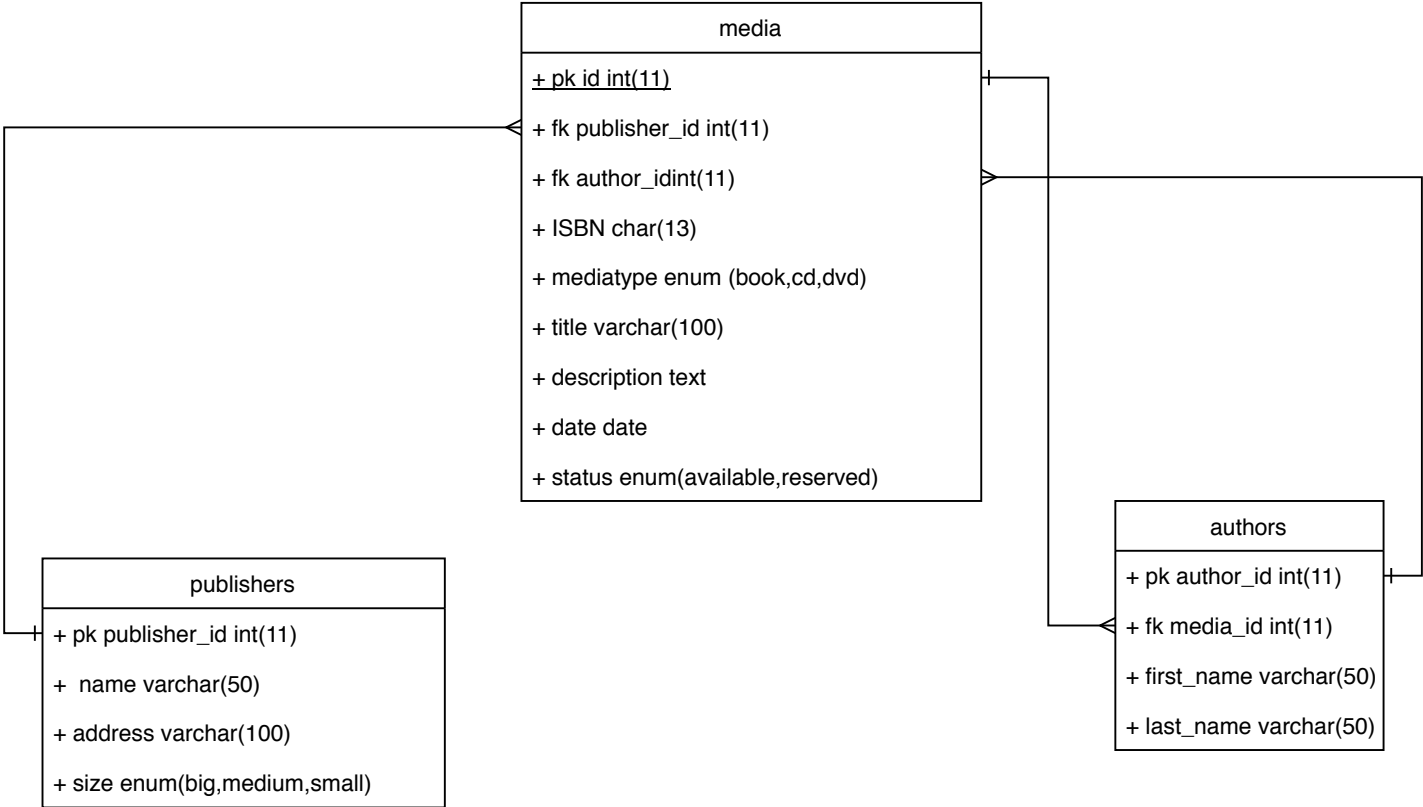 media
+ pk id int(11)
+ fk publisher_id int(11)
+ fk author_idint(11)
+ ISBN char(13)
+ mediatype enum (book,cd,dvd)
+ title varchar(100)
+ description text
+ date date
+ status enum(available,reserved)
publishers
+ pk publisher_id int(11)
+  name varchar(50)
+ address varchar(100)
+ size enum(big,medium,small)
authors
+ pk author_id int(11)
+ fk media_id int(11)
+ first_name varchar(50)
+ last_name varchar(50)